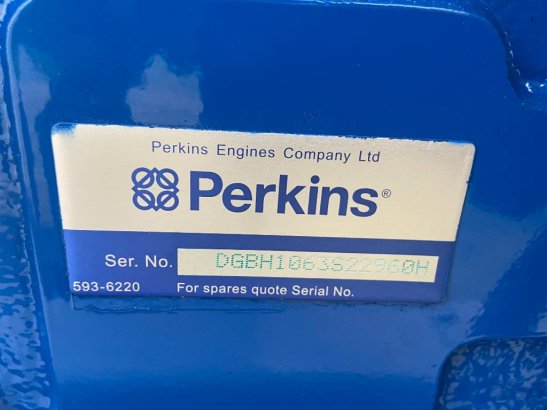 Perkins Engines Company Ltd
Perkins®
Ser. No. DGBH1063S22960H
593-6220 For spares quote Serial No.